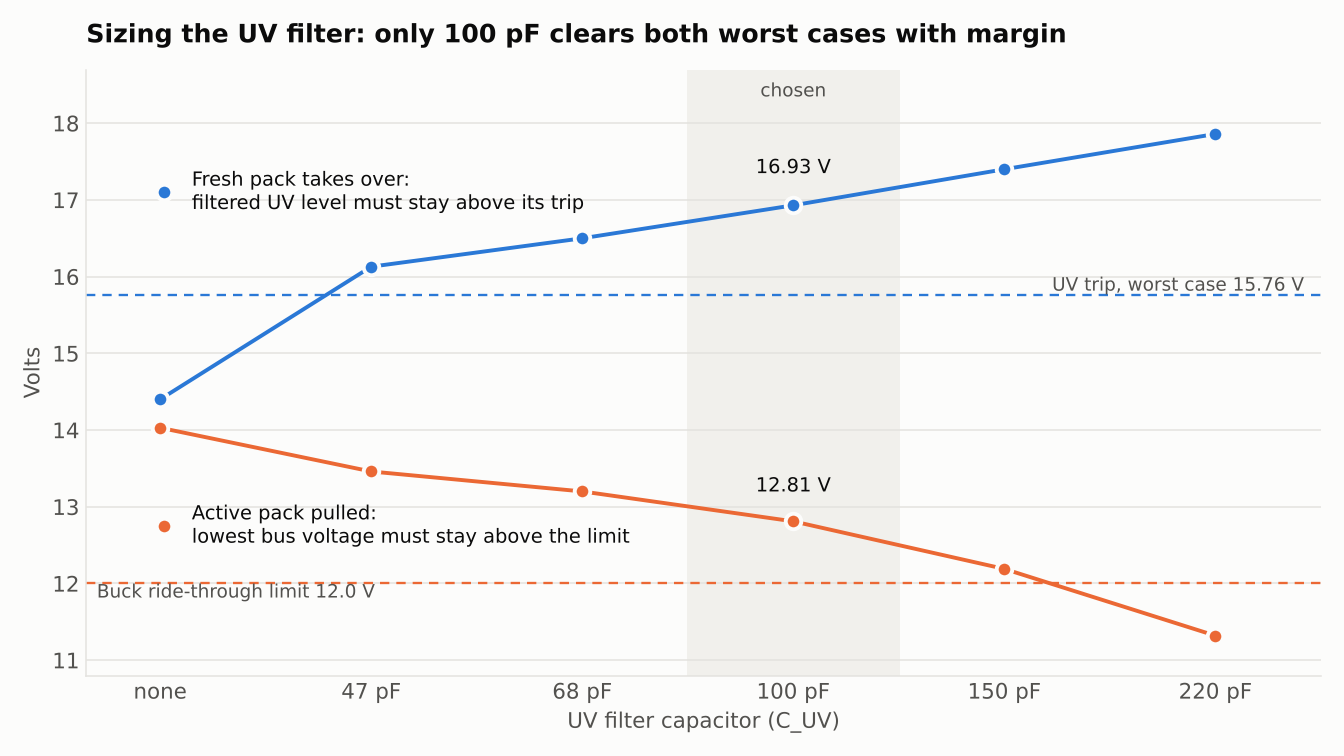 Sizing the UV filter: only 100 pF clears both worst cases with margin
chosen
18
16.93 V
Fresh pack takes over:
filtered UV level must stay above its trip
17
16
UV trip, worst case 15.76 V
15
Volts
14
13
12.81 V
Active pack pulled:
lowest bus voltage must stay above the limit
12
Buck ride-through limit 12.0 V
11
none
47 pF
68 pF
100 pF
150 pF
220 pF
UV filter capacitor (C_UV)